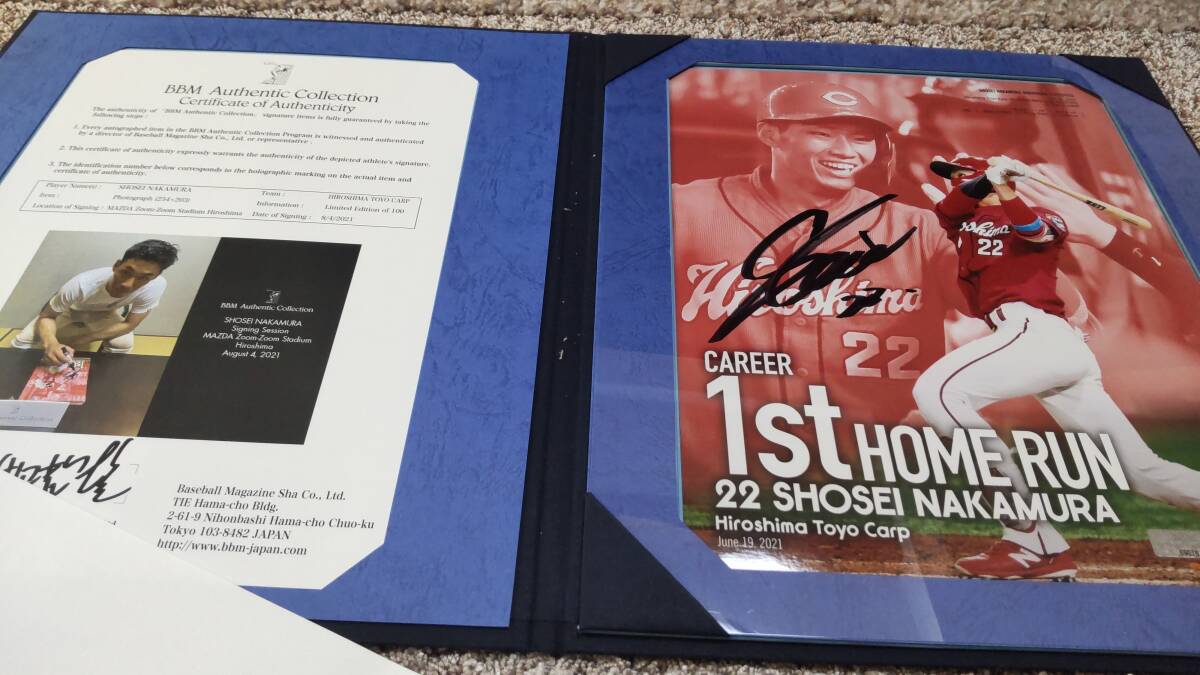 BBM Authentic Collection
Certificate of Authenticity
The authenticity of "BBM Authentic Collection," signature items is fully guaranteed by taking the
following steps :
1. Every autographed item in the BBM Authentic Collection Program is witnessed and authenticated
by a director of Baseball Magazine Sha Co., Ltd. or representative .
2. This certificate of authenticity expressly warrants the authenticity of the depicted athlete's signature.
3. The identification number below corresponds to the holographic marking on the actual item and
certificate of authenticity.
SHOSEI NAKAMURA Team : HIROSHIMA TOYO CARP
Item : Photograph (254×203) Information : Limited Edition of 100
Location of Signing : MAZDA Zoom-Zoom Stadium Hiroshima Date of Signing : 8/4/2021
BBM Authentic Collection
SHOSEI NAKAMURA
Signing Session
MAZDA Zoom-Zoom Stadium
Hiroshima
August 4, 2021
Baseball Magazine Sha Co., Ltd.
TIE Hama-cho Bldg.
2-61-9 Nihonbashi Hama-cho Chuo-ku
Tokyo 103-8482 JAPAN
http://www.bbm-japan.com
C
Hiroshima
22
22
CAREER
1st HOME RUN
22 SHOSEI NAKAMURA
Hiroshima Toyo Carp
June.19. 2021